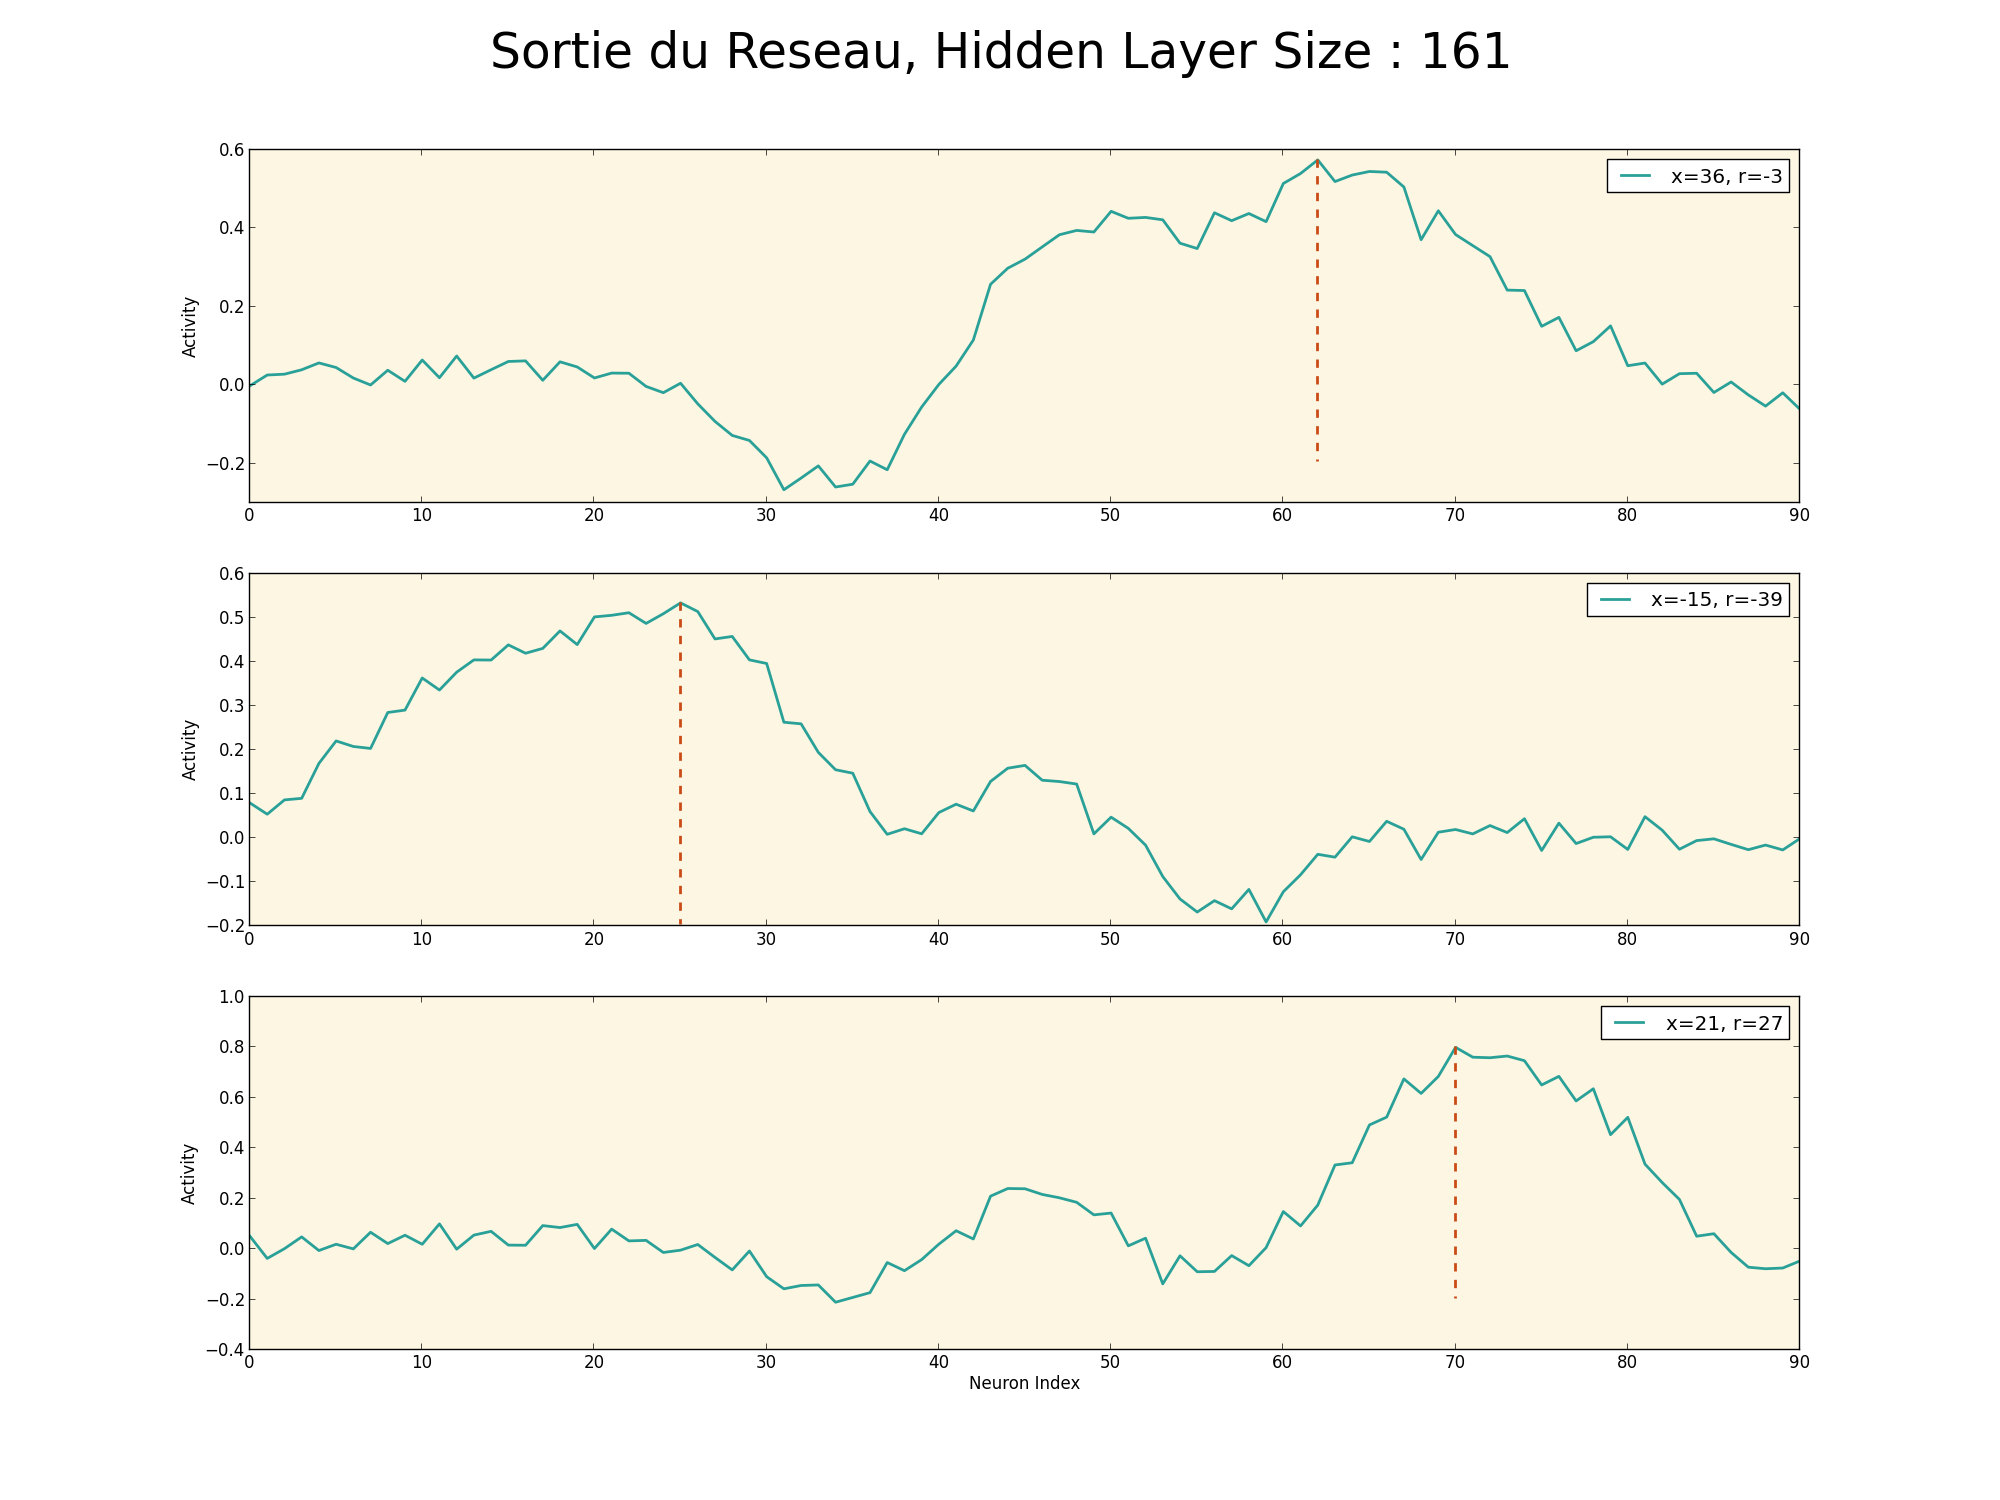 Sortie du Reseau, Hidden Layer Size : 161
0.6
0.4
0.2
0.0
−0.2
Activity
x=36, r=-3
0 10 20 30 40 50 60 70 80 90
0.6
0.5
0.4
0.3
0.2
0.1
0.0
−0.1
−0.2
Activity
x=-15, r=-39
0 10 20 30 40 50 60 70 80 90
1.0
0.8
0.6
0.4
0.2
0.0
−0.2
−0.4
Activity
x=21, r=27
0 10 20 30 40 50 60 70 80 90
Neuron Index